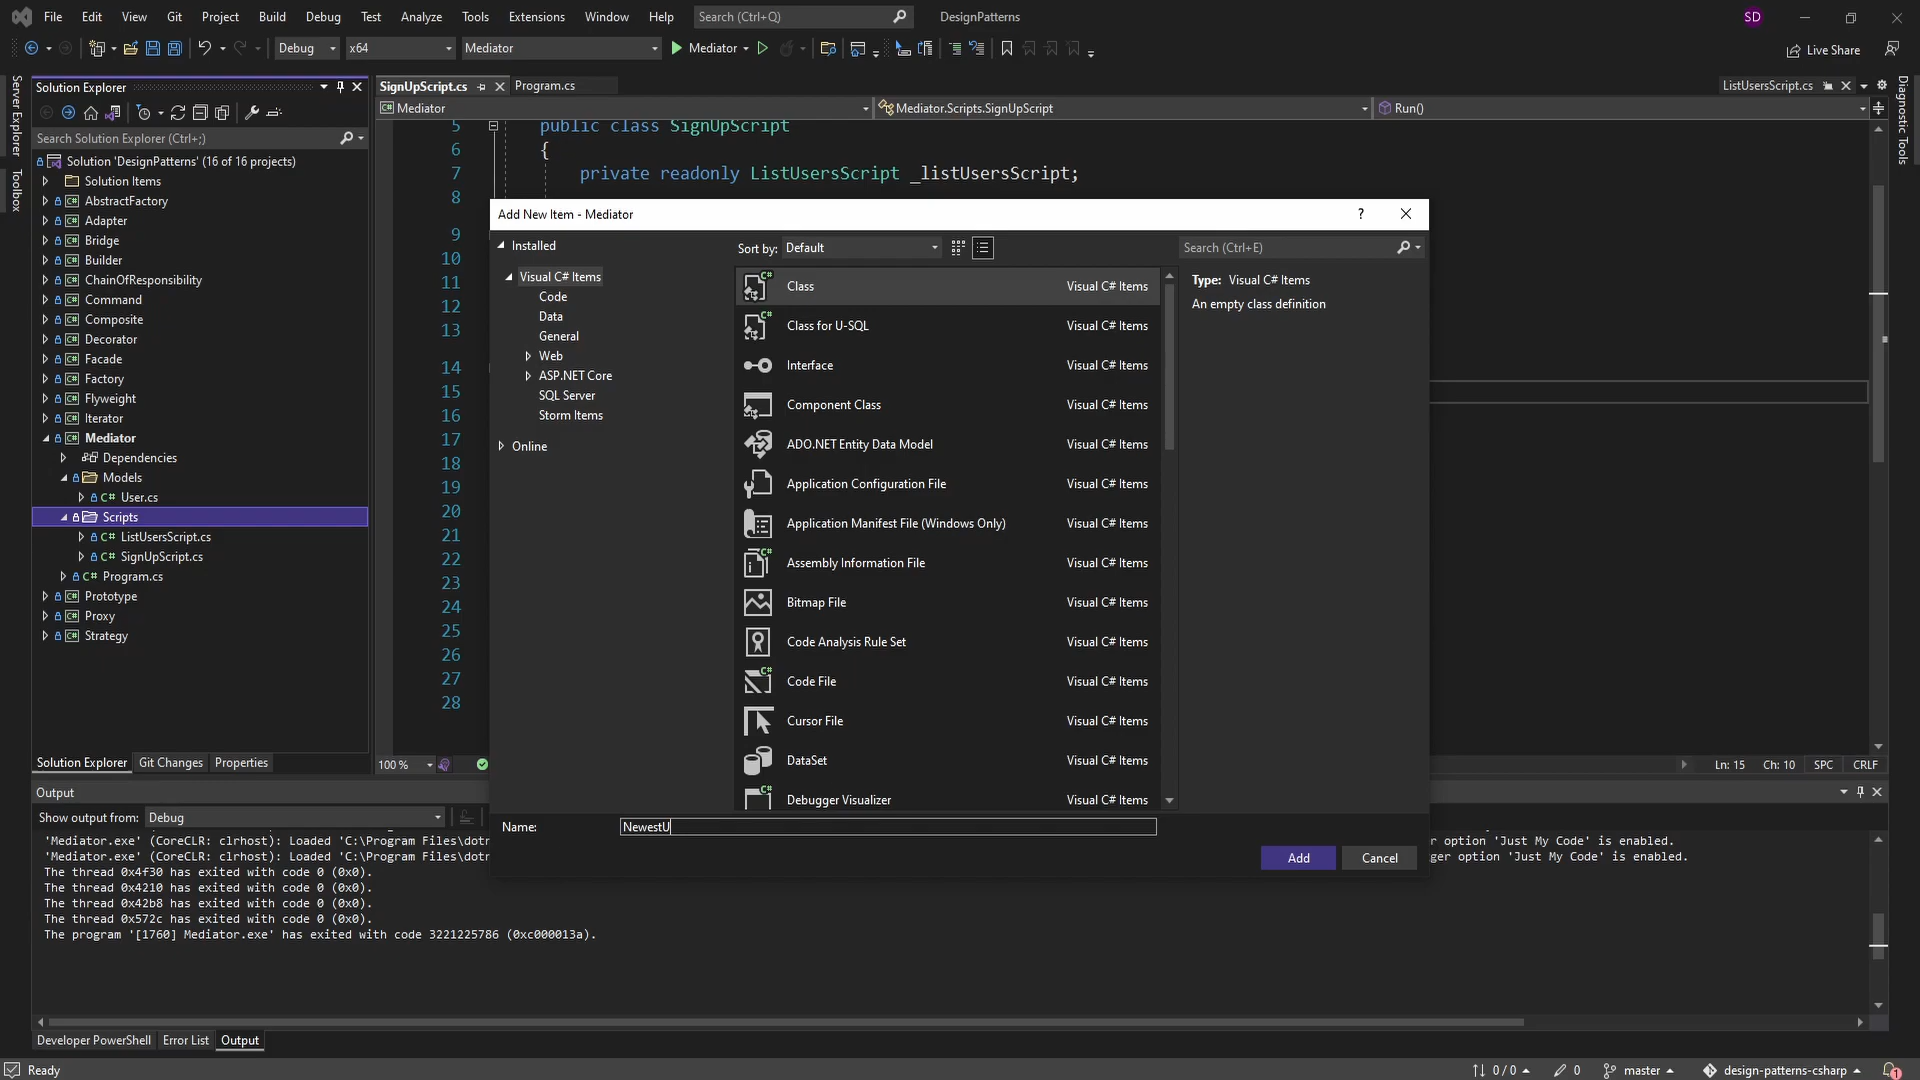 File Edit View Git Project Build Debug Test Analyze Tools Extensions Window Help Search (Ctrl+Q) DesignPatterns SD
Debug x64 Mediator Mediator Live Share
Server Explorer
Toolbox
Solution Explorer
Search Solution Explorer (Ctrl+;)
Solution 'DesignPatterns' (16 of 16 projects)
Solution Items
AbstractFactory
Adapter
Bridge
Builder
ChainOfResponsibility
Command
Composite
Decorator
Facade
Factory
Flyweight
Iterator
Mediator
Dependencies
Models
C# User.cs
Scripts
C# ListUsersScript.cs
C# SignUpScript.cs
C# Program.cs
Prototype
Proxy
Strategy
Solution Explorer Git Changes Properties
SignUpScript.cs Program.cs ListUsersScript.cs
Mediator Mediator.Scripts.SignUpScript Run()
Diagnostic Tools
5 public class SignUpScript
6 {
7 private readonly ListUsersScript _listUsersScript;
8
9
10
11
12
13
14
15
16
17
18
19
20
21
22
23
24
25
26
27
28
100 % Ln: 15 Ch: 10 SPC CRLF
Add New Item - Mediator ?
Installed
Visual C# Items
Code
Data
General
Web
ASP.NET Core
SQL Server
Storm Items
Online
Sort by: Default
Search (Ctrl+E)
Class Visual C# Items
Class for U-SQL Visual C# Items
Interface Visual C# Items
Component Class Visual C# Items
ADO.NET Entity Data Model Visual C# Items
Application Configuration File Visual C# Items
Application Manifest File (Windows Only) Visual C# Items
Assembly Information File Visual C# Items
Bitmap File Visual C# Items
Code Analysis Rule Set Visual C# Items
Code File Visual C# Items
Cursor File Visual C# Items
DataSet Visual C# Items
Debugger Visualizer Visual C# Items
Type: Visual C# Items
An empty class definition
Name: NewestU
Add Cancel
Output
Show output from: Debug
'Mediator.exe' (CoreCLR: clrhost): Loaded 'C:\Program Files\dotn r option 'Just My Code' is enabled.
'Mediator.exe' (CoreCLR: clrhost): Loaded 'C:\Program Files\dotn ger option 'Just My Code' is enabled.
The thread 0x4f30 has exited with code 0 (0x0).
The thread 0x4210 has exited with code 0 (0x0).
The thread 0x42b8 has exited with code 0 (0x0).
The thread 0x572c has exited with code 0 (0x0).
The program '[1760] Mediator.exe' has exited with code 3221225786 (0xc000013a).
Developer PowerShell Error List Output
Ready 0 / 0 0 master design-patterns-csharp 1